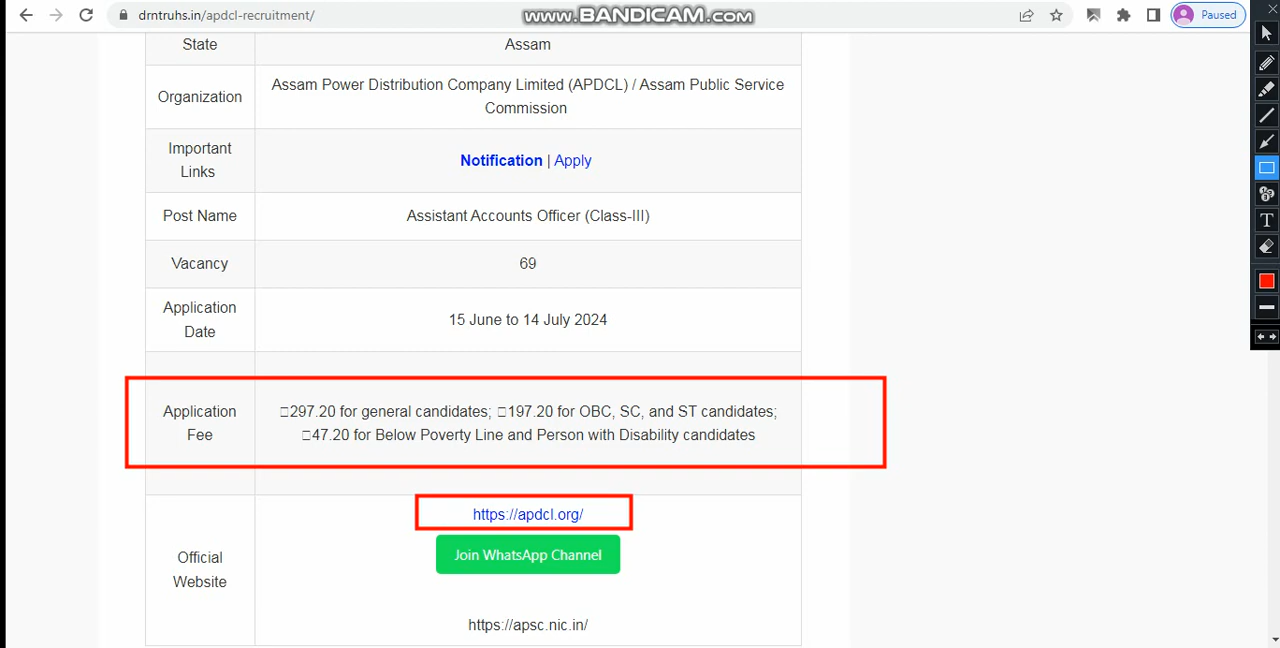 drntruhs.in/apdcl-recruitment/
www.BANDICAM.com
Paused
State
Assam
Organization
Assam Power Distribution Company Limited (APDCL) / Assam Public Service
Commission
Important
Links
Notification | Apply
Post Name
Assistant Accounts Officer (Class-III)
Vacancy
69
Application
Date
15 June to 14 July 2024
Application
Fee
□297.20 for general candidates; □197.20 for OBC, SC, and ST candidates;
□47.20 for Below Poverty Line and Person with Disability candidates
Official
Website
https://apdcl.org/
Join WhatsApp Channel
https://apsc.nic.in/
T